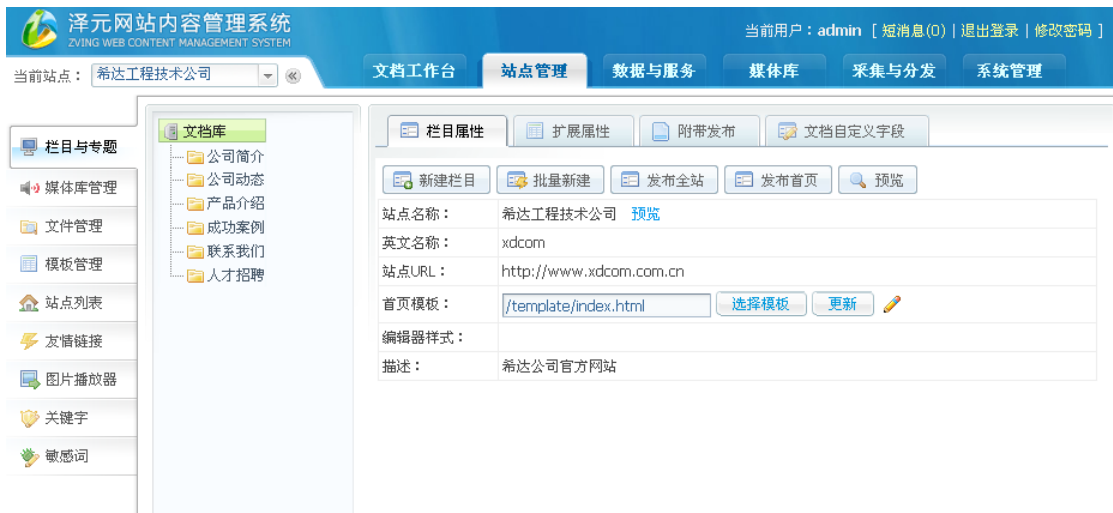 泽元网站内容管理系统
ZVING WEB CONTENT MANAGEMENT SYSTEM
当前用户：admin [ 短消息(0) | 退出登录 | 修改密码 ]
当前站点： 希达工程技术公司
文档工作台 站点管理 数据与服务 媒体库 采集与分发 系统管理
栏目与专题
媒体库管理
文件管理
模板管理
站点列表
友情链接
图片播放器
关键字
敏感词
文档库
公司简介
公司动态
产品介绍
成功案例
联系我们
人才招聘
栏目属性 扩展属性 附带发布 文档自定义字段
新建栏目 批量新建 发布全站 发布首页 预览
站点名称： 希达工程技术公司 预览
英文名称： xdcom
站点URL： http://www.xdcom.com.cn
首页模板： /template/index.html 选择模板 更新
编辑器样式：
描述： 希达公司官方网站